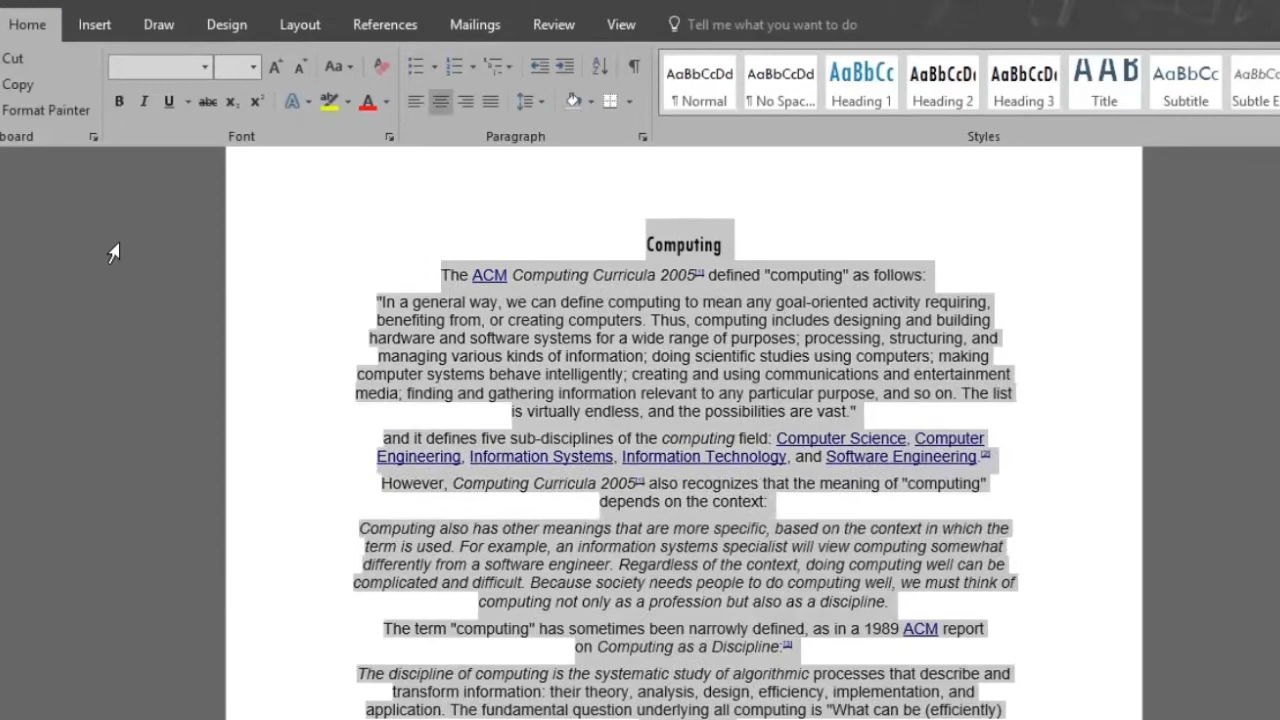 Home Insert Draw Design Layout References Mailings Review View Tell me what you want to do
Cut
Copy
Format Painter
board Font Paragraph Styles
AaBbCcDd AaBbCcDd AaBbCc AaBbCcDc AaBbCcDc AAB AaBbCc AaBbCcDd
¶ Normal ¶ No Spac... Heading 1 Heading 2 Heading 3 Title Subtitle Subtle E
Computing
The ACM Computing Curricula 2005[1] defined "computing" as follows:
"In a general way, we can define computing to mean any goal-oriented activity requiring,
benefiting from, or creating computers. Thus, computing includes designing and building
hardware and software systems for a wide range of purposes; processing, structuring, and
managing various kinds of information; doing scientific studies using computers; making
computer systems behave intelligently; creating and using communications and entertainment
media; finding and gathering information relevant to any particular purpose, and so on. The list
is virtually endless, and the possibilities are vast."
and it defines five sub-disciplines of the computing field: Computer Science, Computer
Engineering, Information Systems, Information Technology, and Software Engineering.[2]
However, Computing Curricula 2005[1] also recognizes that the meaning of "computing"
depends on the context:
Computing also has other meanings that are more specific, based on the context in which the
term is used. For example, an information systems specialist will view computing somewhat
differently from a software engineer. Regardless of the context, doing computing well can be
complicated and difficult. Because society needs people to do computing well, we must think of
computing not only as a profession but also as a discipline.
The term "computing" has sometimes been narrowly defined, as in a 1989 ACM report
on Computing as a Discipline:[3]
The discipline of computing is the systematic study of algorithmic processes that describe and
transform information: their theory, analysis, design, efficiency, implementation, and
application. The fundamental question underlying all computing is "What can be (efficiently)